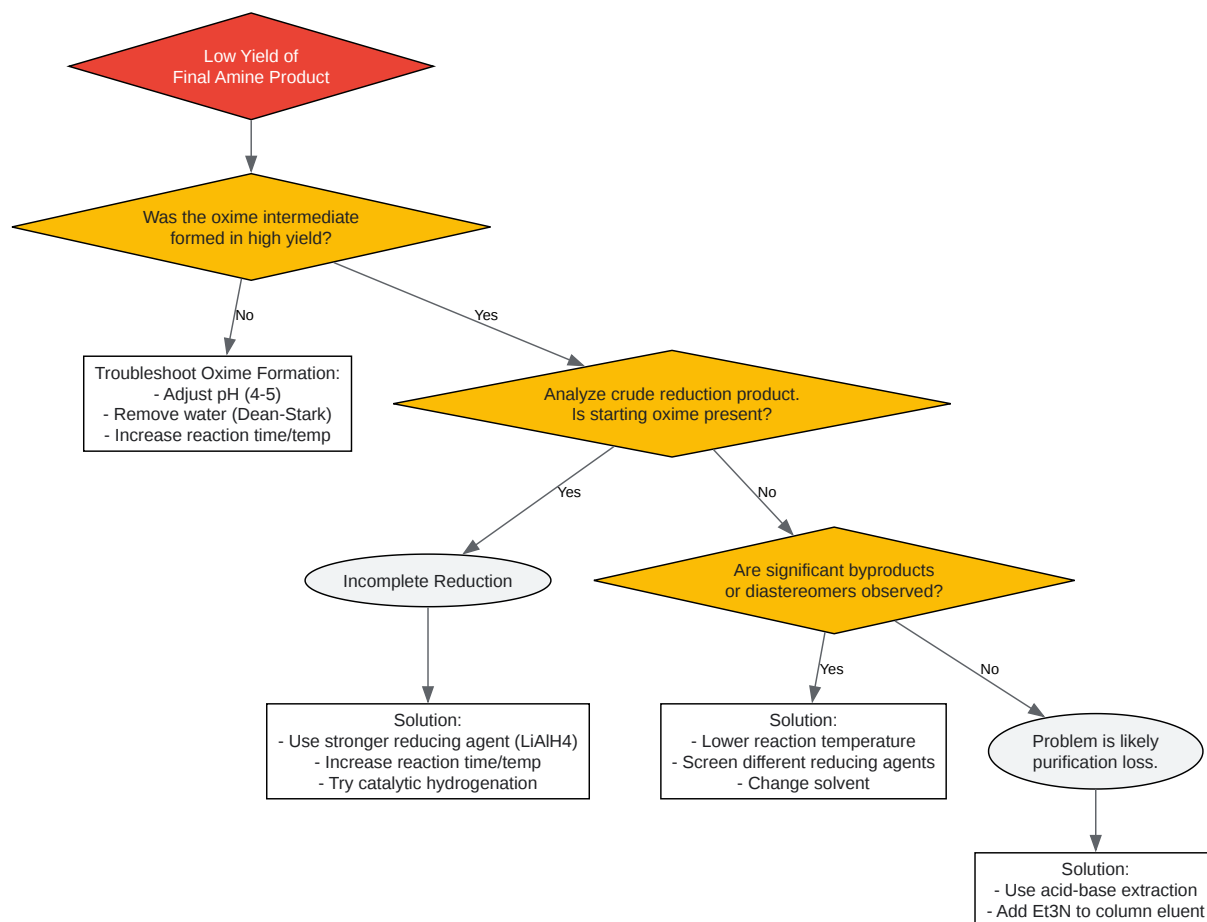 Low Yield of
Final Amine Product
Was the oxime intermediate
formed in high yield?
No
Yes
Troubleshoot Oxime Formation:
- Adjust pH (4-5)
- Remove water (Dean-Stark)
- Increase reaction time/temp
Analyze crude reduction product.
Is starting oxime present?
Yes
No
Incomplete Reduction
Are significant byproducts
or diastereomers observed?
Yes
No
Solution:
- Use stronger reducing agent (LiAlH4)
- Increase reaction time/temp
- Try catalytic hydrogenation
Solution:
- Lower reaction temperature
- Screen different reducing agents
- Change solvent
Problem is likely
purification loss.
Solution:
- Use acid-base extraction
- Add Et3N to column eluent